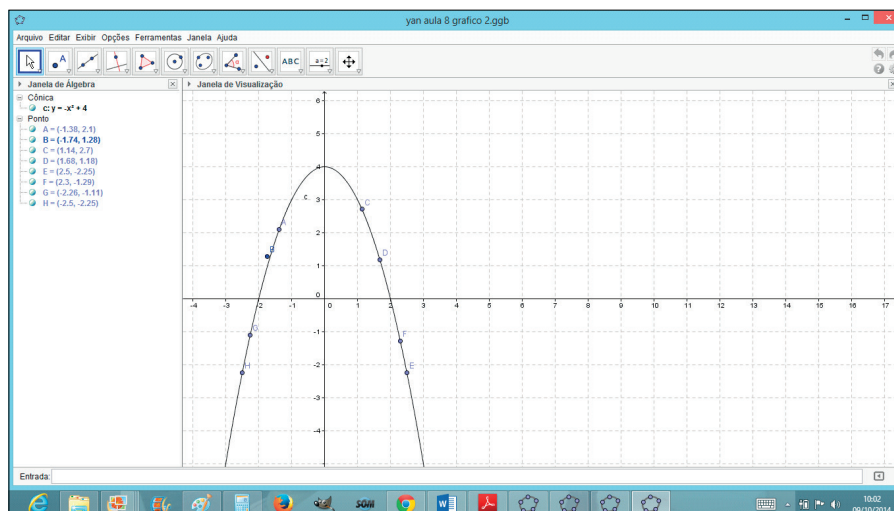 yan aula 8 grafico 2.ggb
Arquivo Editar Exibir Opções Ferramentas Janela Ajuda
A
ABC
a=2
Janela de Álgebra
Janela de Visualização
Cônica
c: y = -x² + 4
Ponto
A = (-1.38, 2.1)
B = (-1.74, 1.28)
C = (1.14, 2.7)
D = (1.68, 1.18)
E = (2.5, -2.25)
F = (2.3, -1.29)
G = (-2.26, -1.11)
H = (-2.5, -2.25)
6
5
4
3
2
1
0
-1
-2
-3
-4
-4 -3 -2 -1 0 1 2 3 4 5 6 7 8 9 10 11 12 13 14 15 16 17
c
A
B
C
D
G
H
F
E
Entrada:
SOM
10:02